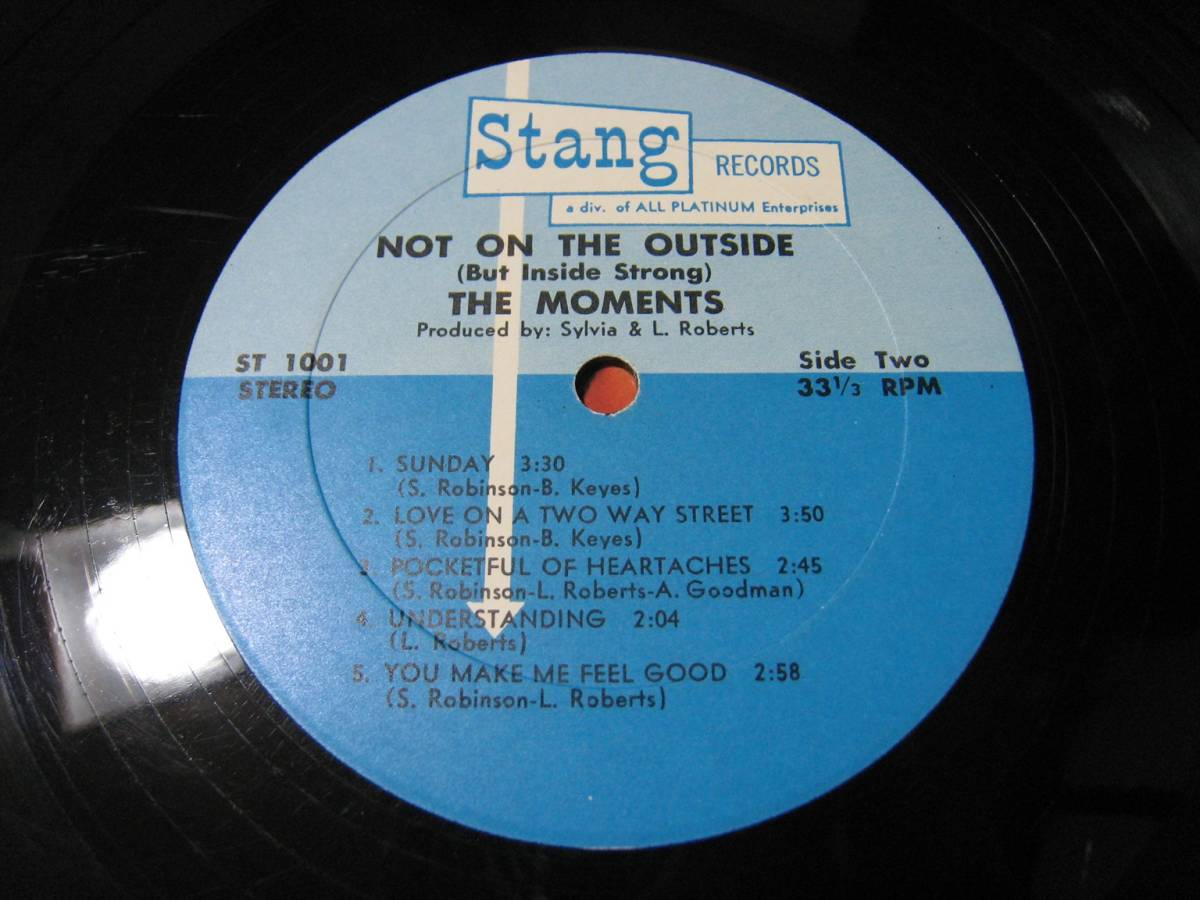 Stang
RECORDS
a div. of ALL PLATINUM Enterprises
NOT ON THE OUTSIDE
(But Inside Strong)
THE MOMENTS
Produced by: Sylvia & L. Roberts
ST 1001
STEREO
Side Two
33 1/3 RPM
1. SUNDAY 3:30
(S. Robinson-B. Keyes)
2. LOVE ON A TWO WAY STREET 3:50
(S. Robinson-B. Keyes)
3. POCKETFUL OF HEARTACHES 2:45
(S. Robinson-L. Roberts-A. Goodman)
4. UNDERSTANDING 2:04
(L. Roberts)
5. YOU MAKE ME FEEL GOOD 2:58
(S. Robinson-L. Roberts)